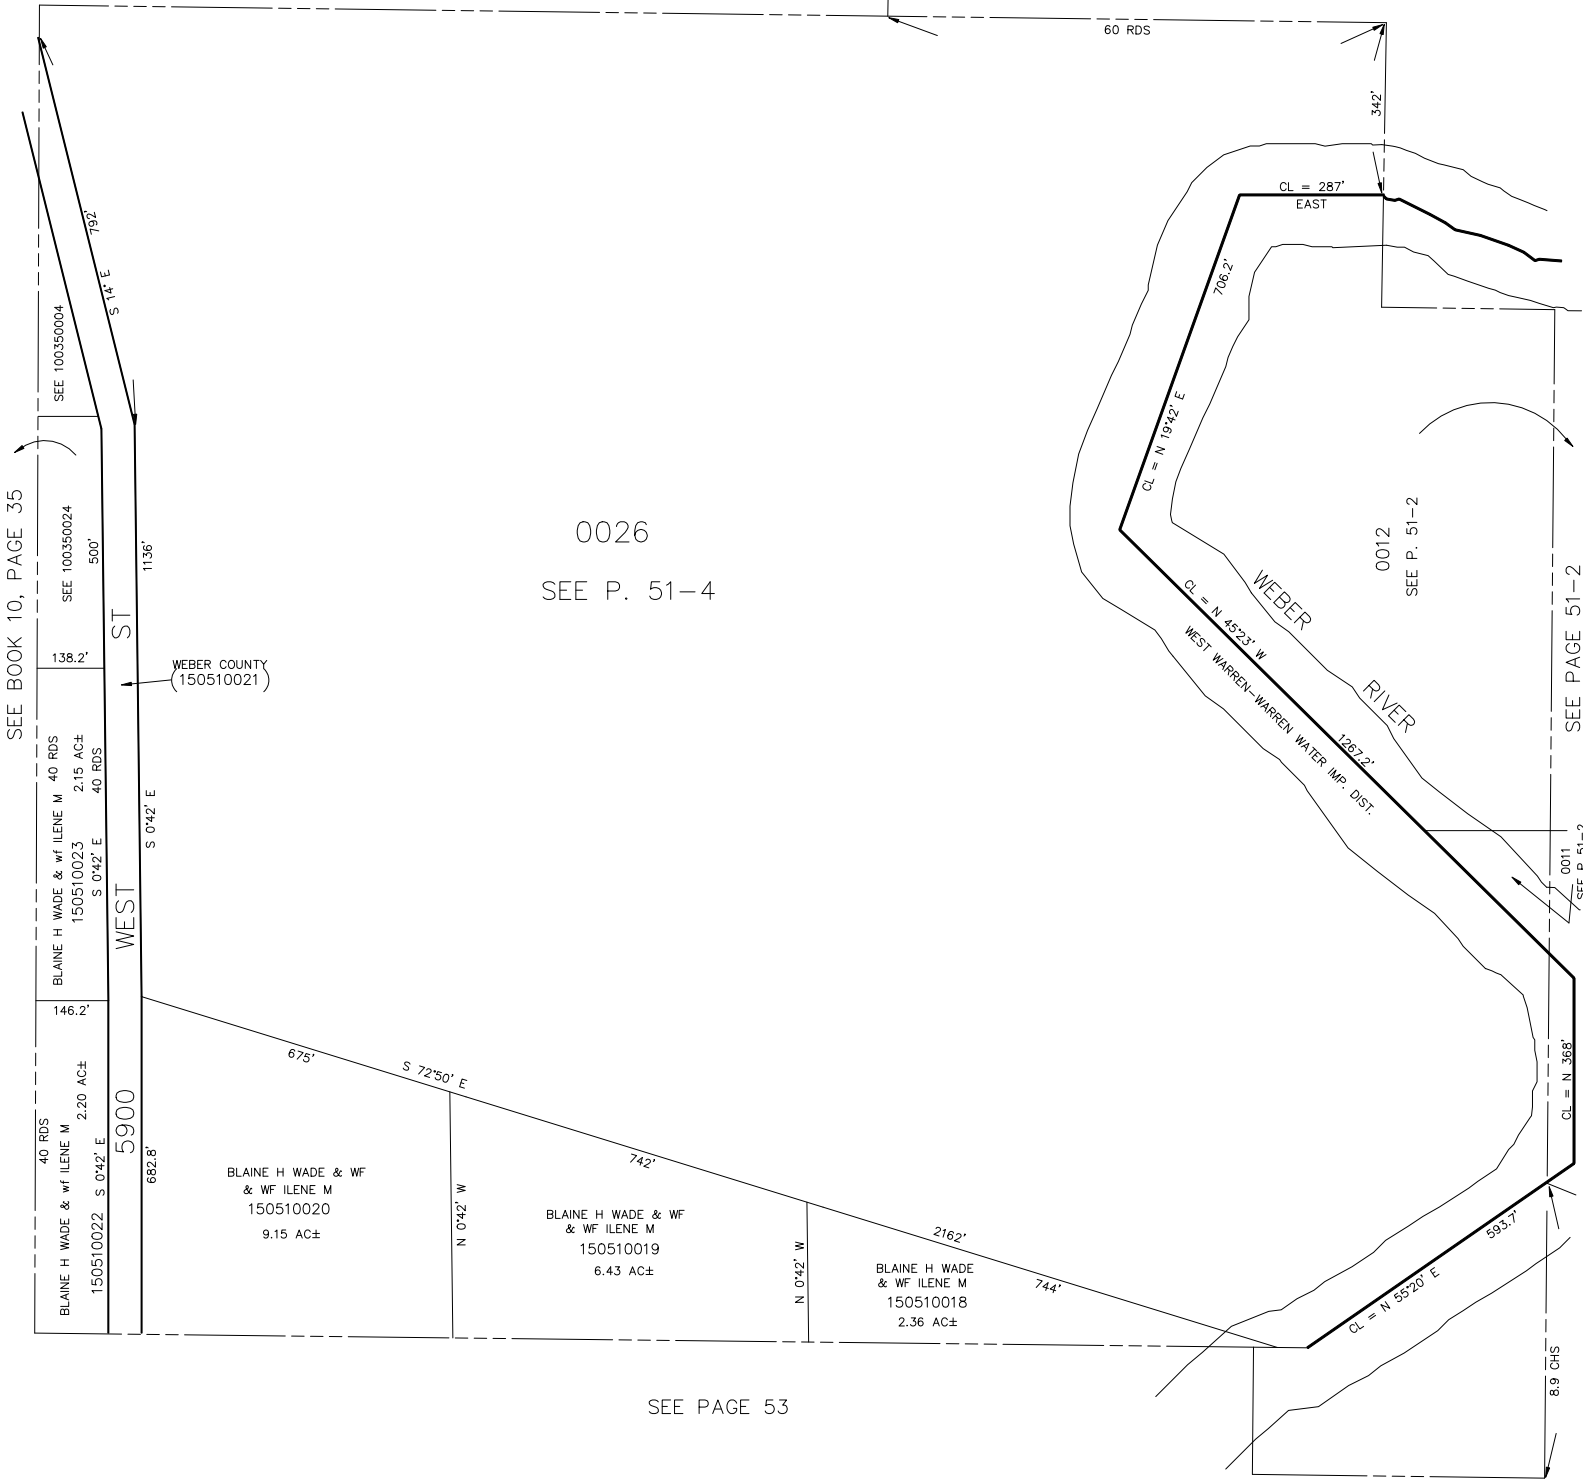 60 RDS
342'
CL = 287'
EAST
706.2'
CL = N 19°42' E
792'
S 14° E
SEE 100350004
SEE BOOK 10, PAGE 35
SEE 100350024
500'
1136'
0026
SEE P. 51-4
0012
SEE P. 51-2
SEE PAGE 51-2
WEBER
RIVER
CL = N 45°23' W
1267.2'
WEST WARREN-WARREN WATER IMP. DIST.
0011
SEE P. 51-2
138.2'
WEBER COUNTY
(150510021)
BLAINE H WADE & wf ILENE M 40 RDS
2.15 AC±
150510023
S 0°42' E 40 RDS
S 0°42' E
5900 WEST ST
146.2'
40 RDS
BLAINE H WADE & wf ILENE M
2.20 AC±
150510022 S 0°42' E
682.8'
675'
S 72°50' E
742'
2162'
744'
BLAINE H WADE & WF
& WF ILENE M
150510020
9.15 AC±
N 0°42' W
BLAINE H WADE & WF
& WF ILENE M
150510019
6.43 AC±
N 0°42' W
BLAINE H WADE
& WF ILENE M
150510018
2.36 AC±
CL = N 368'
593.7'
CL = N 55°20' E
8.9 CHS
SEE PAGE 53